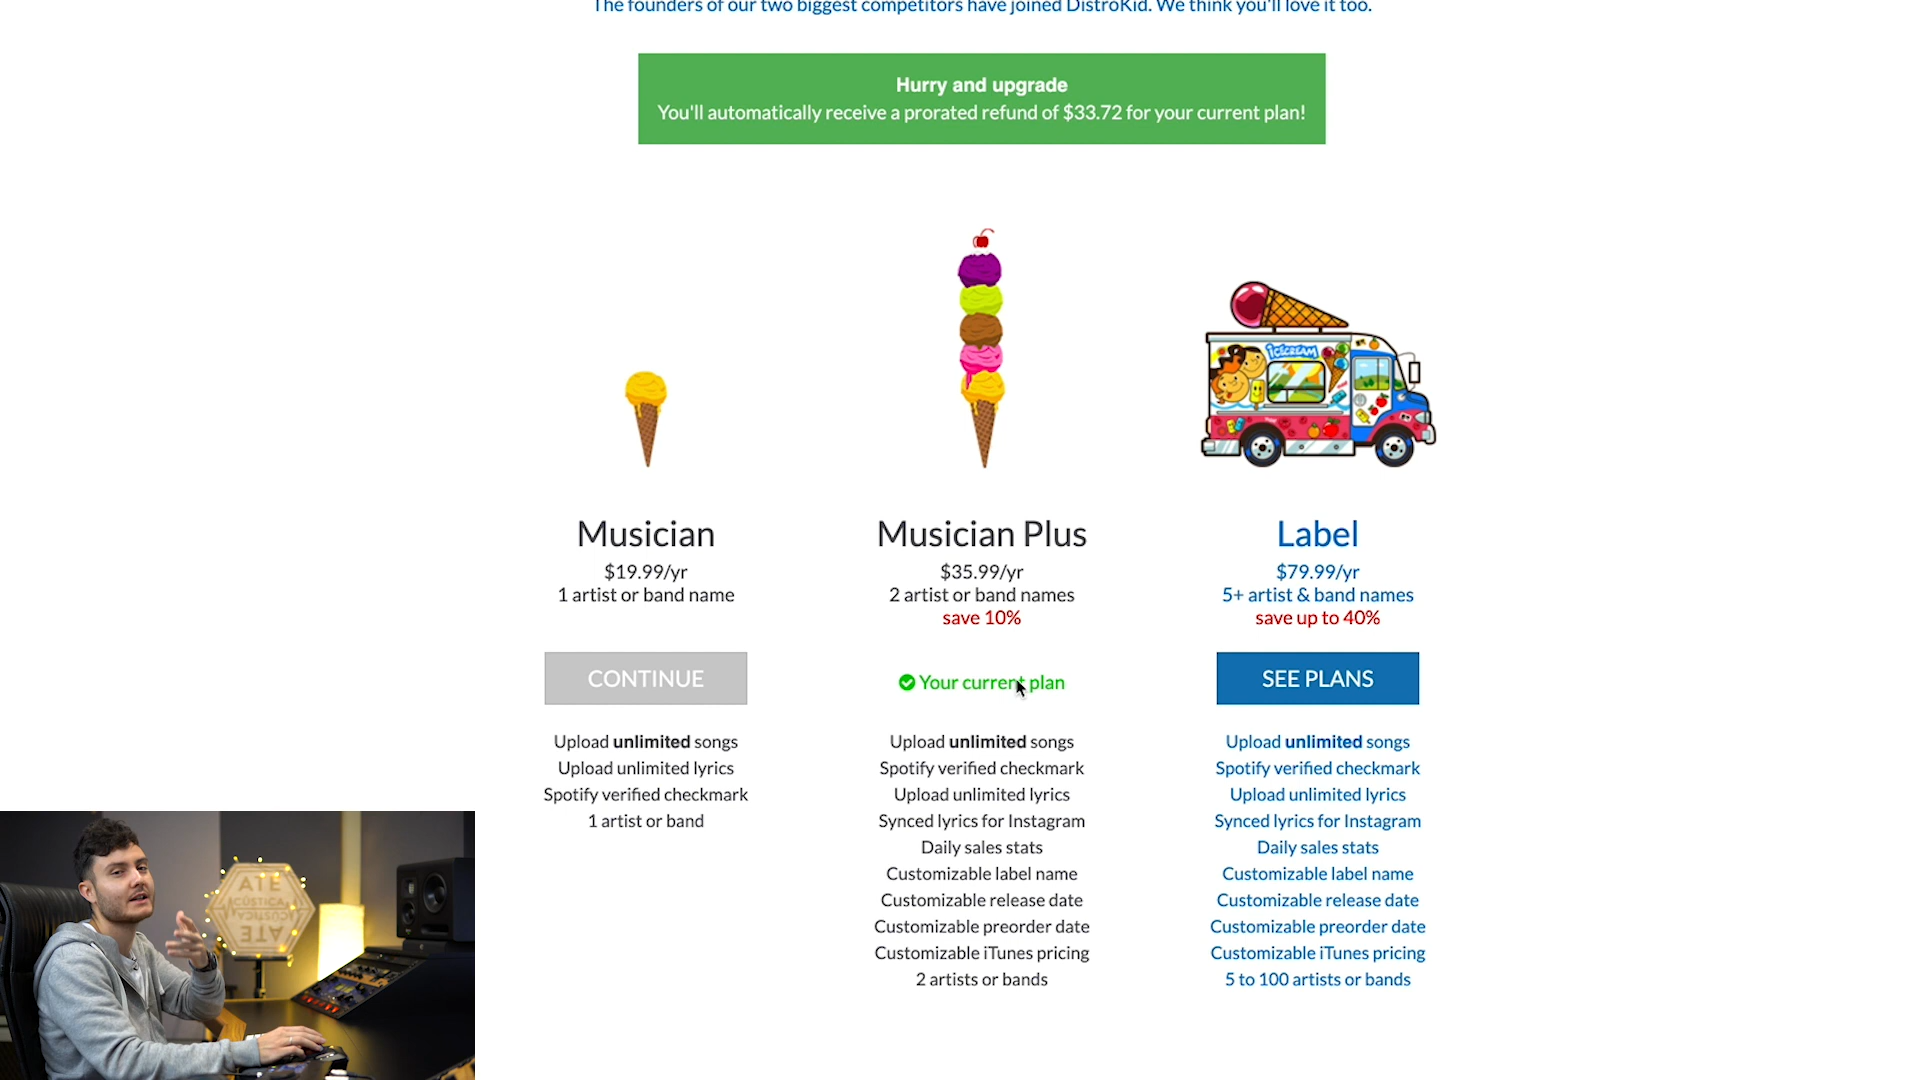 The founders of our two biggest competitors have joined DistroKid. We think you'll love it too.
Hurry and upgrade
You'll automatically receive a prorated refund of $33.72 for your current plan!
ICECREAM
Musician
$19.99/yr
1 artist or band name
CONTINUE
Upload unlimited songs
Upload unlimited lyrics
Spotify verified checkmark
1 artist or band
Musician Plus
$35.99/yr
2 artist or band names
save 10%
Your current plan
Upload unlimited songs
Spotify verified checkmark
Upload unlimited lyrics
Synced lyrics for Instagram
Daily sales stats
Customizable label name
Customizable release date
Customizable preorder date
Customizable iTunes pricing
2 artists or bands
Label
$79.99/yr
5+ artist & band names
save up to 40%
SEE PLANS
Upload unlimited songs
Spotify verified checkmark
Upload unlimited lyrics
Synced lyrics for Instagram
Daily sales stats
Customizable label name
Customizable release date
Customizable preorder date
Customizable iTunes pricing
5 to 100 artists or bands
ATE
CÚSTICA
ACÚSTICA
ATE